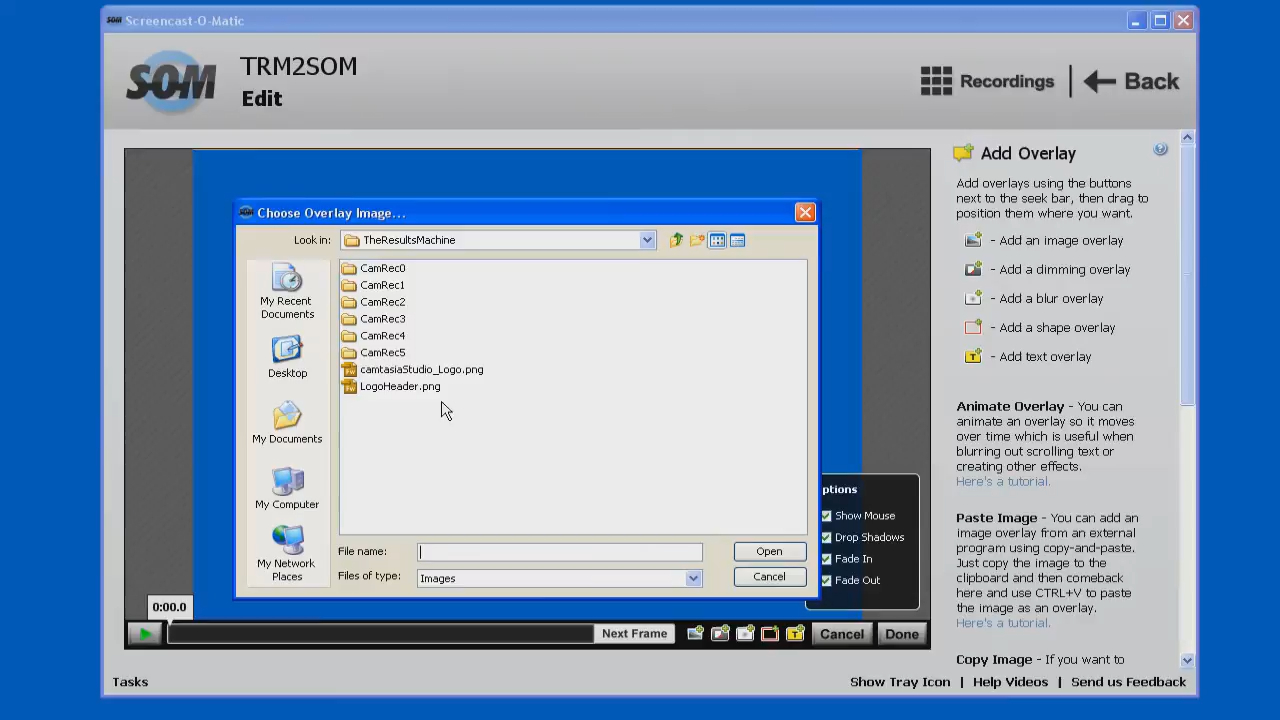 SOM Screencast-O-Matic
SOM
TRM2SOM
Edit
Recordings | Back
Choose Overlay Image...
Look in: TheResultsMachine
My Recent
Documents
Desktop
My Documents
My Computer
My Network
Places
CamRec0
CamRec1
CamRec2
CamRec3
CamRec4
CamRec5
camtasiaStudio_Logo.png
LogoHeader.png
File name:
Open
Files of type: Images
Cancel
ptions
Show Mouse
Drop Shadows
Fade In
Fade Out
0:00.0
Next Frame
Cancel
Done
Add Overlay
Add overlays using the buttons
next to the seek bar, then drag to
position them where you want.
- Add an image overlay
- Add a dimming overlay
- Add a blur overlay
- Add a shape overlay
- Add text overlay
Animate Overlay - You can
animate an overlay so it moves
over time which is useful when
blurring out scrolling text or
creating other effects.
Here's a tutorial.
Paste Image - You can add an
image overlay from an external
program using copy-and-paste.
Just copy the image to the
clipboard and then comeback
here and use CTRL+V to paste
the image as an overlay.
Here's a tutorial.
Copy Image - If you want to
Tasks
Show Tray Icon | Help Videos | Send us Feedback